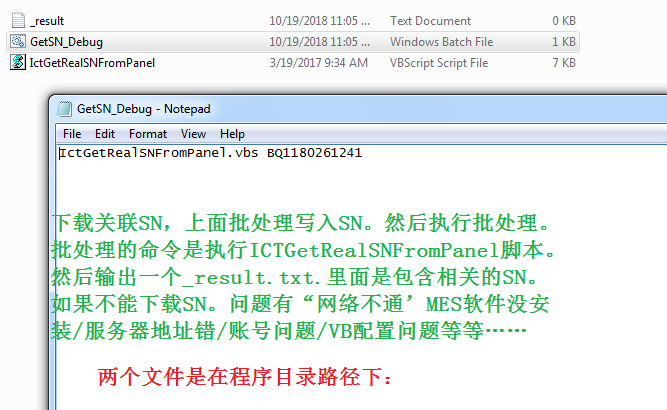 _result 10/19/2018 11:05 ... Text Document 0 KB
GetSN_Debug 10/19/2018 11:05 ... Windows Batch File 1 KB
IctGetRealSNFromPanel 3/19/2017 9:34 AM VBScript Script File 7 KB
GetSN_Debug - Notepad
File Edit Format View Help
IctGetRealSNFromPanel.vbs BQ1180261241
下载关联SN，上面批处理写入SN。然后执行批处理。
批处理的命令是执行ICTGetRealSNFromPanel脚本。
然后输出一个_result.txt.里面是包含相关的SN。
如果不能下载SN。问题有“网络不通’MES软件没安
装/服务器地址错/账号问题/VB配置问题等等……
两个文件是在程序目录路径下：